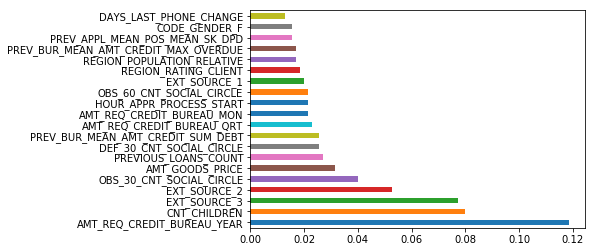 DAYS_LAST_PHONE_CHANGE
CODE_GENDER_F
PREV_APPL_MEAN_POS_MEAN_SK_DPD
PREV_BUR_MEAN_AMT_CREDIT_MAX_OVERDUE
REGION_POPULATION_RELATIVE
REGION_RATING_CLIENT
EXT_SOURCE_1
OBS_60_CNT_SOCIAL_CIRCLE
HOUR_APPR_PROCESS_START
AMT_REQ_CREDIT_BUREAU_MON
AMT_REQ_CREDIT_BUREAU_QRT
PREV_BUR_MEAN_AMT_CREDIT_SUM_DEBT
DEF_30_CNT_SOCIAL_CIRCLE
PREVIOUS_LOANS_COUNT
AMT_GOODS_PRICE
OBS_30_CNT_SOCIAL_CIRCLE
EXT_SOURCE_2
EXT_SOURCE_3
CNT_CHILDREN
AMT_REQ_CREDIT_BUREAU_YEAR
0.00 0.02 0.04 0.06 0.08 0.10 0.12